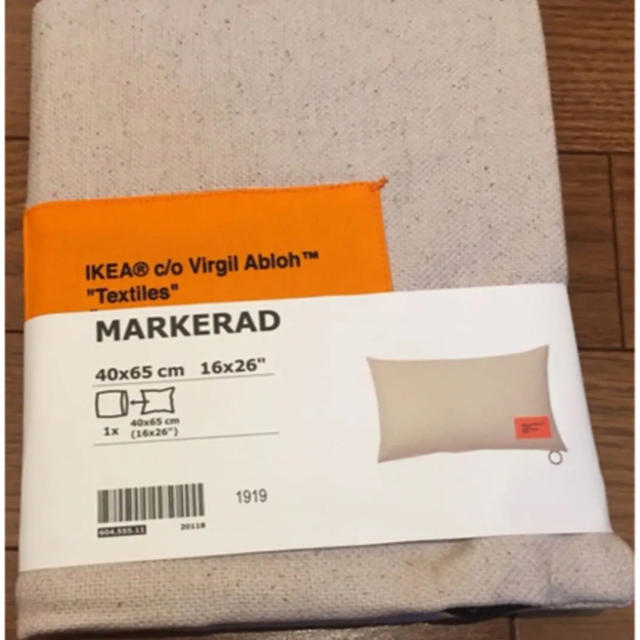 IKEA® c/o Virgil Abloh™
"Textiles"
MARKERAD
40x65 cm 16x26"
1x
40x65 cm
(16x26")
604.555.11
20118
1919